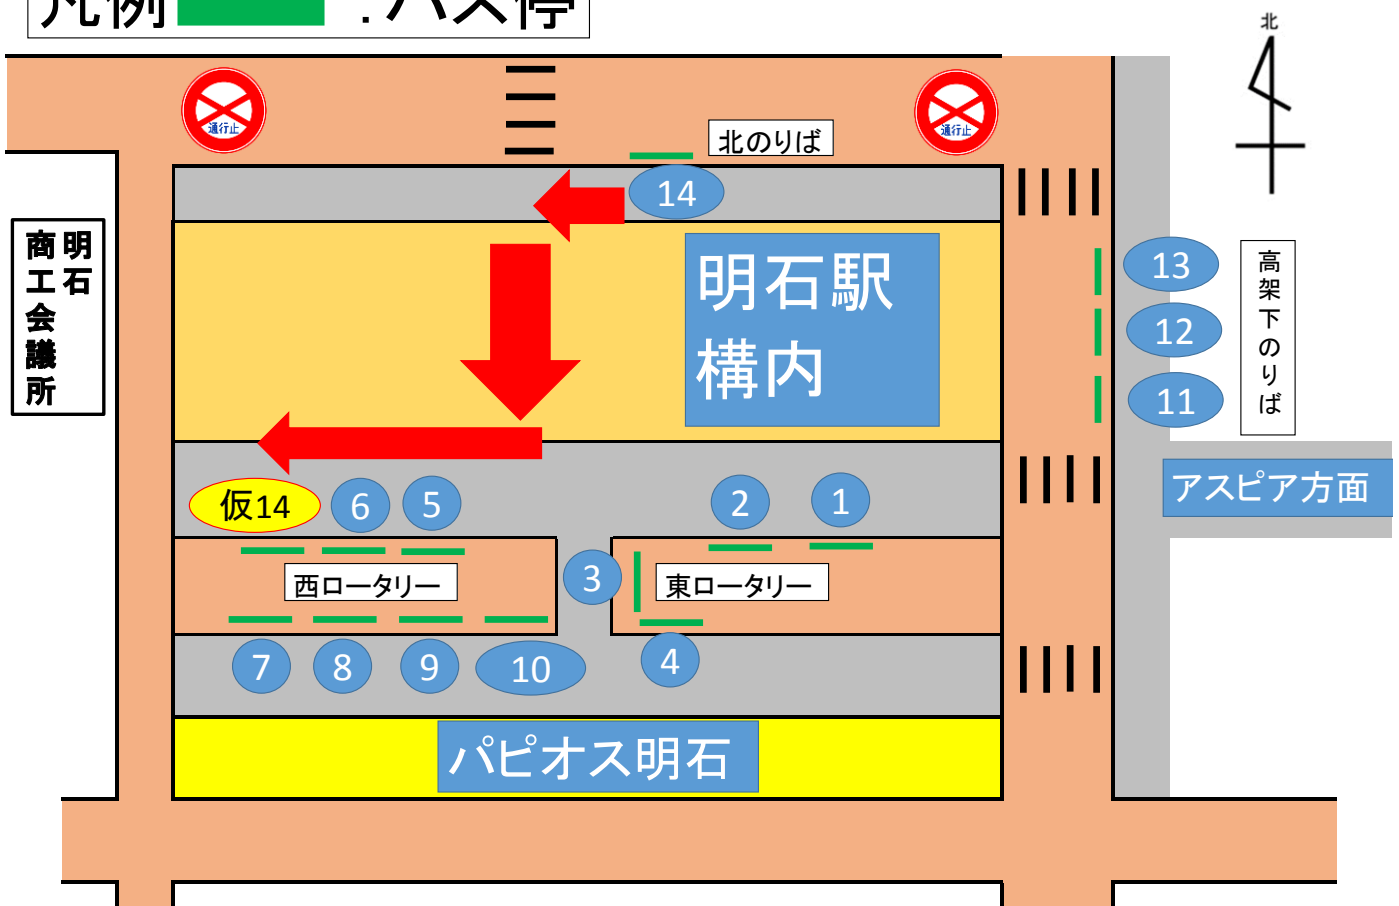 凡例 :バス停
北
通行止
通行止
北のりば
14
明石
商工会議所
明石駅
構内
13
12
11
高架下のりば
アスピア方面
仮14
6
5
2
1
西ロータリー
3
東ロータリー
7
8
9
10
4
パピオス明石